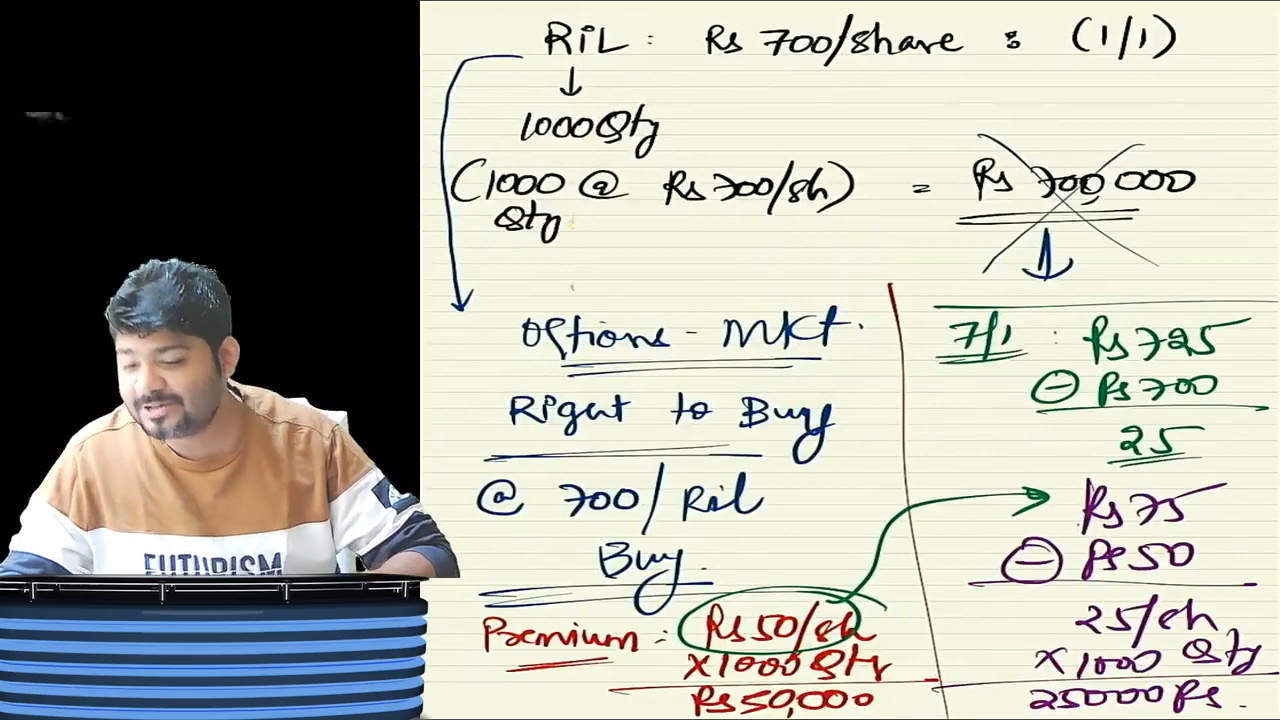 RiL : Rs 700/share : (1/1)
1000 Qty
(1000 @ Rs 700/sh) = Rs 700,000
Qty
Options - MKt.
Right to Buy
@ 700/Ril
Buy.
Premium : Rs 50/sh
X 1000 Qty
Rs 50,000
7/1 : Rs 725
- Rs 700
25
Rs 75
- Rs 50
25/sh
X 1000 Qty
25000 Rs.
FUTURISM